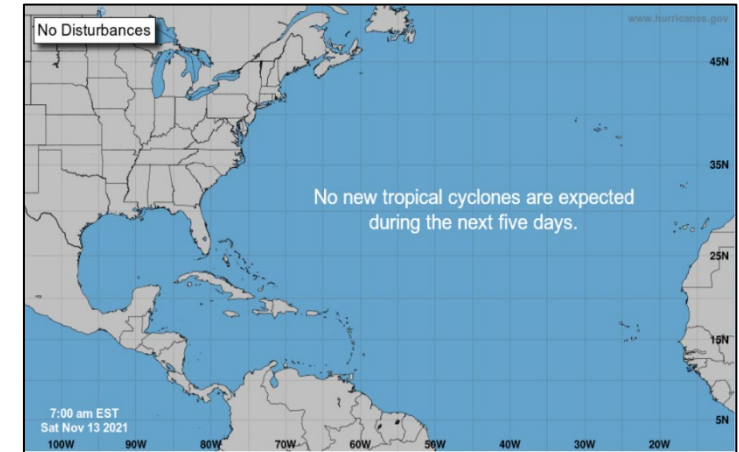 No Disturbances
www.hurricanes.gov
45N
35N
No new tropical cyclones are expected
during the next five days.
25N
15N
7:00 am EST
Sat Nov 13 2021
5N
100W 90W 80W 70W 60W 50W 40W 30W 20W